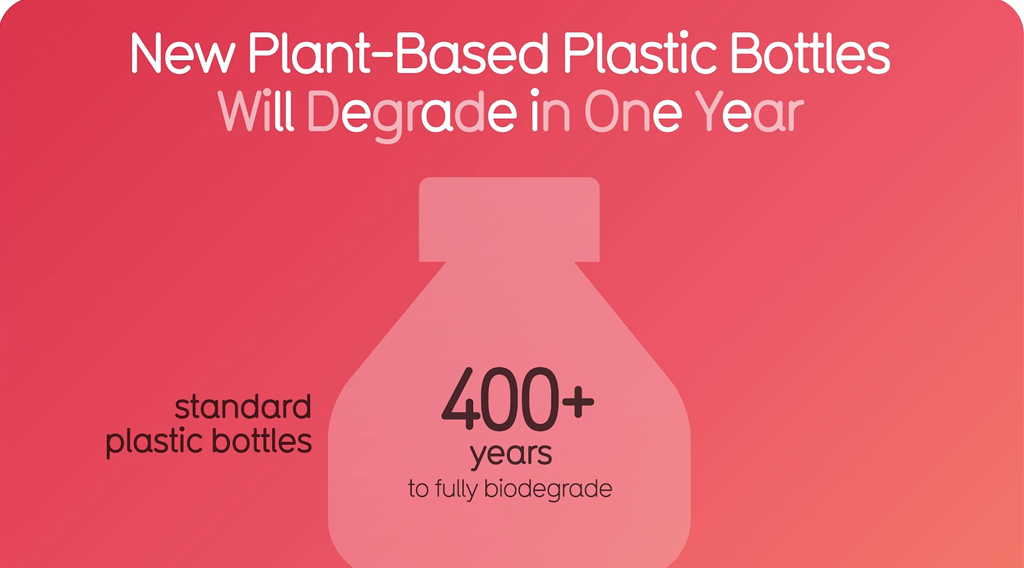 New Plant-Based Plastic Bottles
Will Degrade in One Year
standard
plastic bottles
400+
years
to fully biodegrade